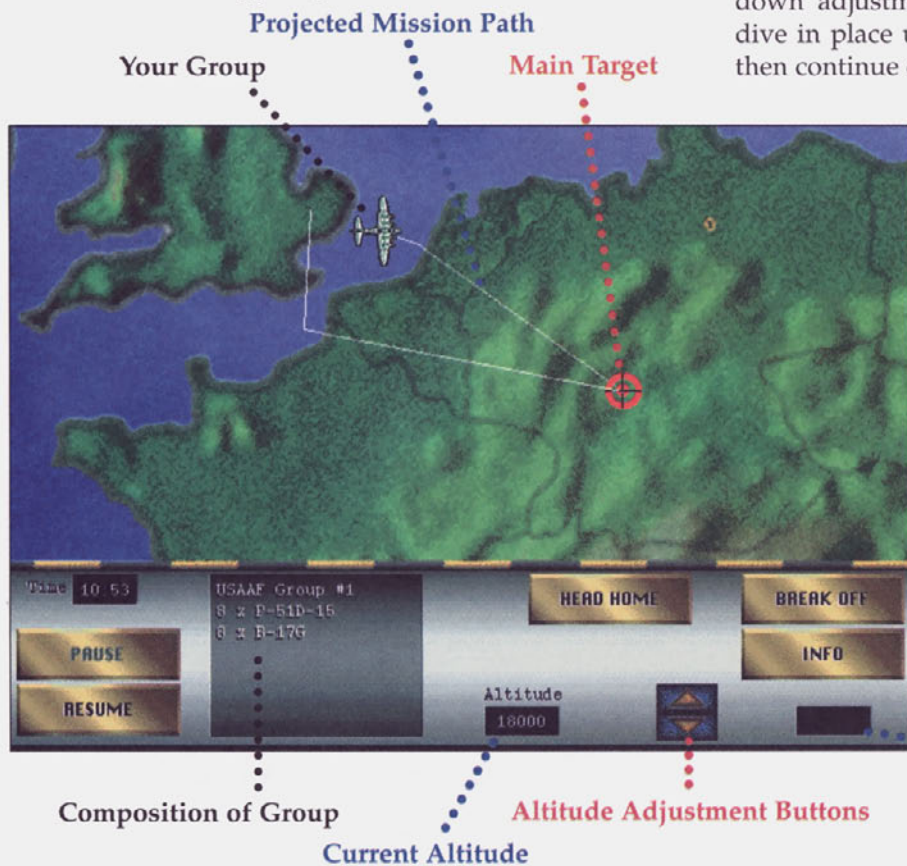 down adjustm
dive in place u
then continue
Projected Mission Path
Your Group
Main Target
Time 10 53
USAAF Group #1
8 x P-51D-15
8 x B-17G
HEAD HOME
BREAK OFF
PAUSE
INFO
RESUME
Altitude
18000
Composition of Group
Altitude Adjustment Buttons
Current Altitude